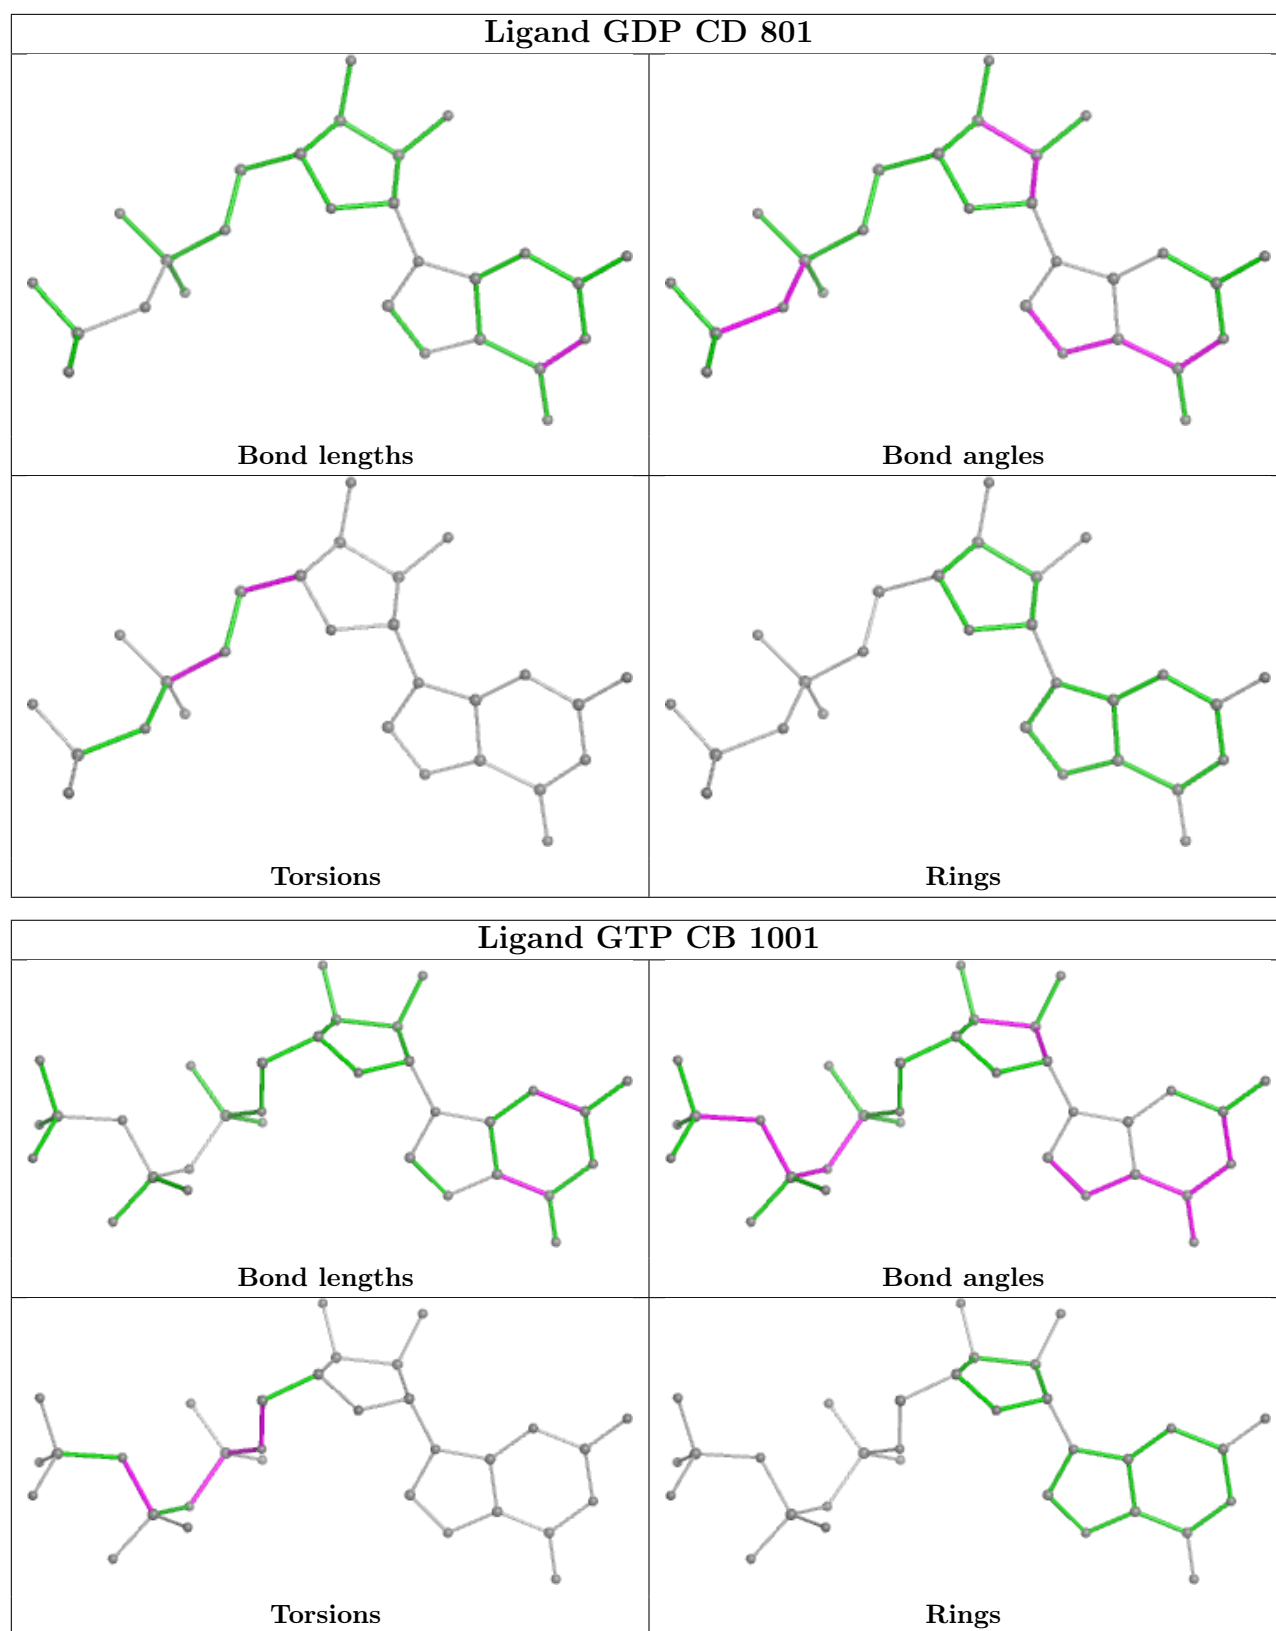 Ligand GDP CD 801
Bond lengths
Bond angles
Torsions
Rings
Ligand GTP CB 1001
Bond lengths
Bond angles
Torsions
Rings